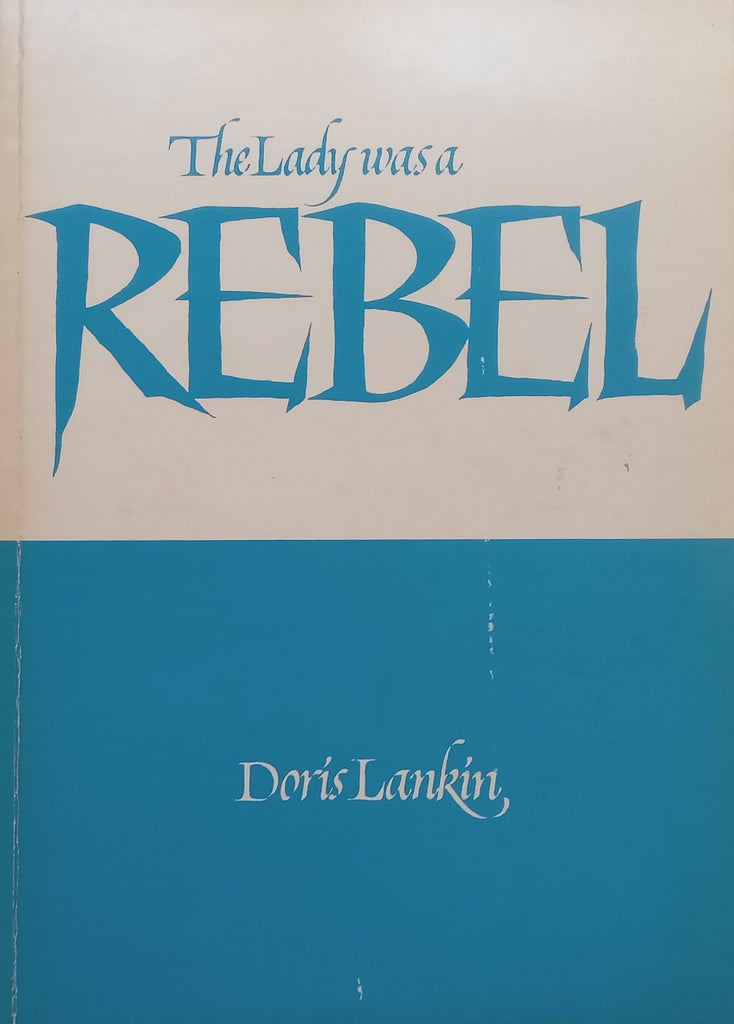 The Lady was a
REBEL
Doris Lankin